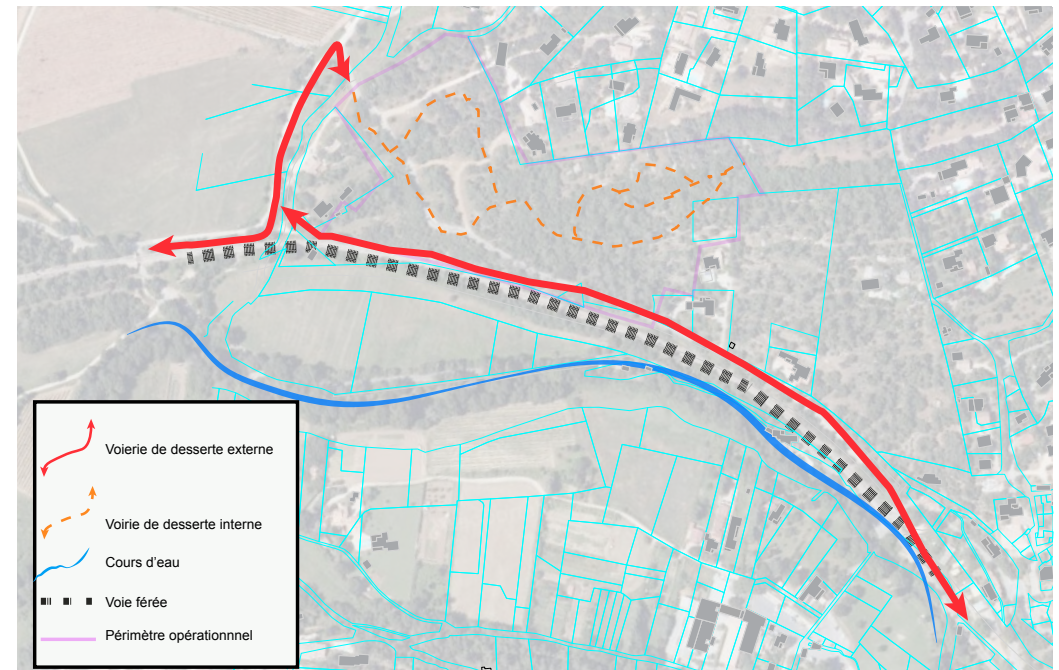 Voierie de desserte externe
Voirie de desserte interne
Cours d'eau
Voie férée
Périmètre opérationnnel